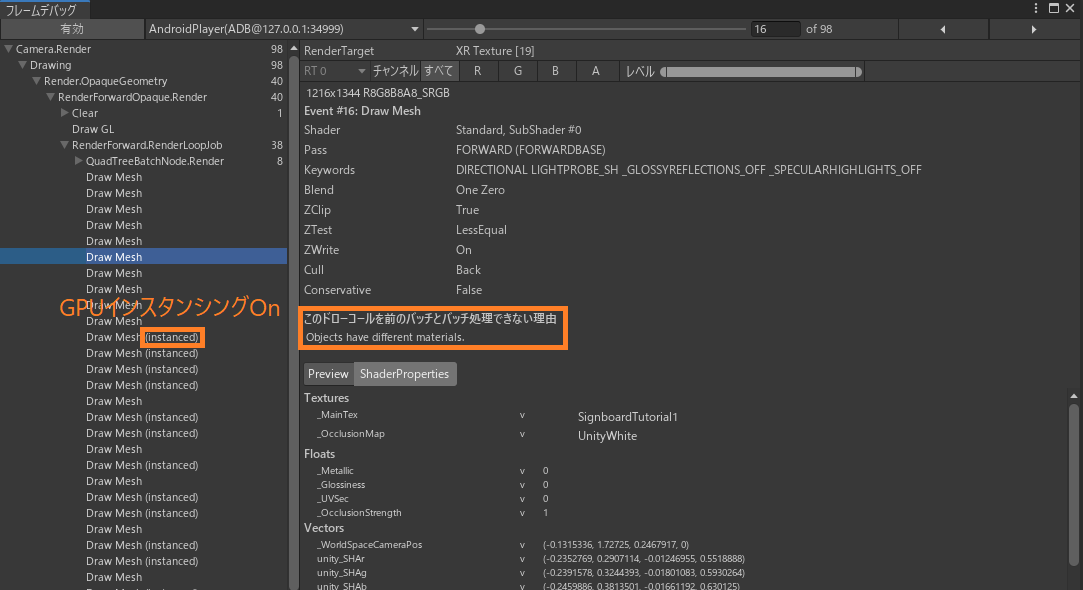 フレームデバッグ
有効 AndroidPlayer(ADB@127.0.0.1:34999) 16 of 98
Camera.Render 98
Drawing 98
Render.OpaqueGeometry 40
RenderForwardOpaque.Render 40
Clear 1
Draw GL
RenderForward.RenderLoopJob 38
QuadTreeBatchNode.Render 8
Draw Mesh
Draw Mesh
Draw Mesh
Draw Mesh
Draw Mesh
Draw Mesh
Draw Mesh
Draw Mesh
Draw Mesh
GPUインスタンシングOn
Draw Mesh
Draw Mesh (instanced)
Draw Mesh (instanced)
Draw Mesh (instanced)
Draw Mesh (instanced)
Draw Mesh
Draw Mesh (instanced)
Draw Mesh (instanced)
Draw Mesh
Draw Mesh (instanced)
Draw Mesh
Draw Mesh (instanced)
Draw Mesh (instanced)
Draw Mesh
Draw Mesh (instanced)
Draw Mesh (instanced)
Draw Mesh
RenderTarget XR Texture [19]
RT 0 チャンネル すべて R G B A レベル
1216x1344 R8G8B8A8_SRGB
Event #16: Draw Mesh
Shader Standard, SubShader #0
Pass FORWARD (FORWARDBASE)
Keywords DIRECTIONAL LIGHTPROBE_SH _GLOSSYREFLECTIONS_OFF _SPECULARHIGHLIGHTS_OFF
Blend One Zero
ZClip True
ZTest LessEqual
ZWrite On
Cull Back
Conservative False
このドローコールを前のバッチとバッチ処理できない理由
Objects have different materials.
Preview ShaderProperties
Textures
_MainTex v SignboardTutorial1
_OcclusionMap v UnityWhite
Floats
_Metallic v 0
_Glossiness v 0
_UVSec v 0
_OcclusionStrength v 1
Vectors
_WorldSpaceCameraPos v (-0.1315336, 1.72725, 0.2467917, 0)
unity_SHAr v (-0.2352769, 0.2907114, -0.01246955, 0.5518888)
unity_SHAg v (-0.2391578, 0.3244393, -0.01801083, 0.5930264)
unity_SHAb v (-0.2459886, 0.3813501, -0.01661192, 0.630125)